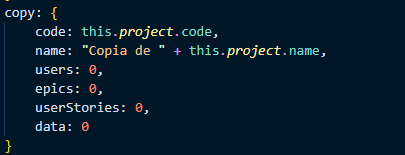 copy: {
    code: this.project.code,
    name: "Copia de " + this.project.name,
    users: 0,
    epics: 0,
    userStories: 0,
    data: 0
}